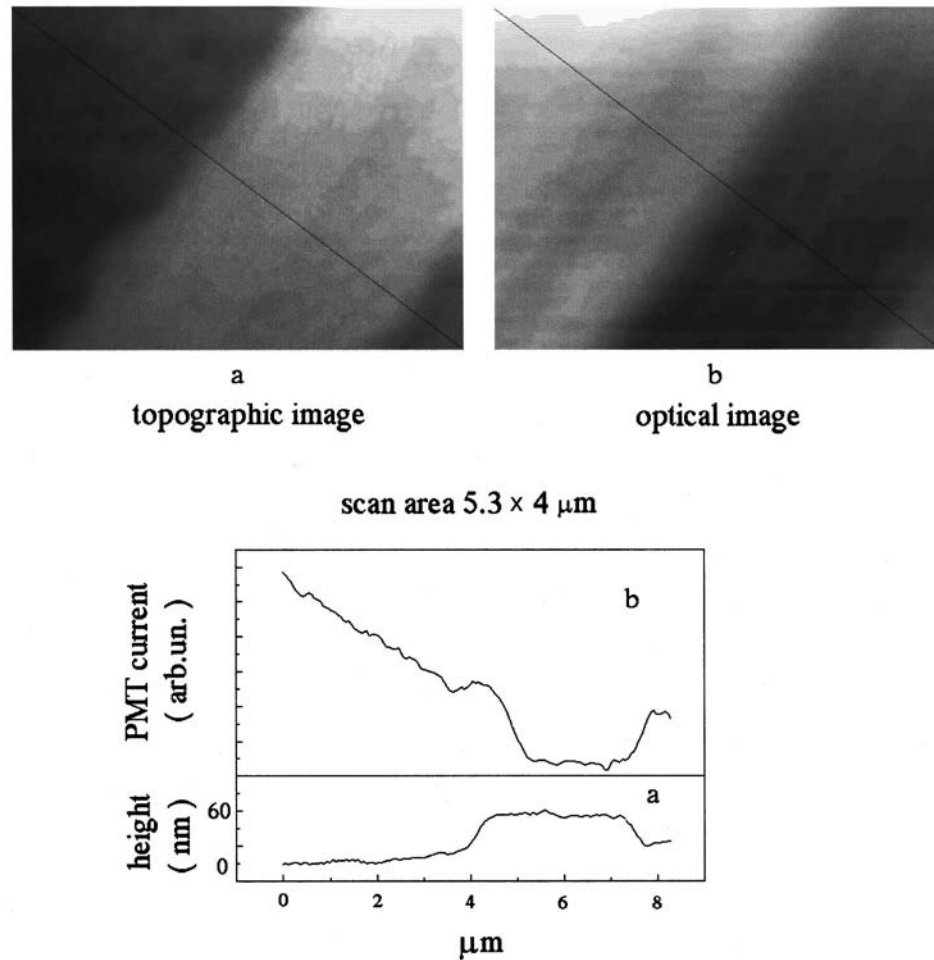 a
topographic image
b
optical image
scan area 5.3 × 4 μm
PMT current
( arb.un. )
b
height
( nm )
60
0
a
0
2
4
6
8
μm